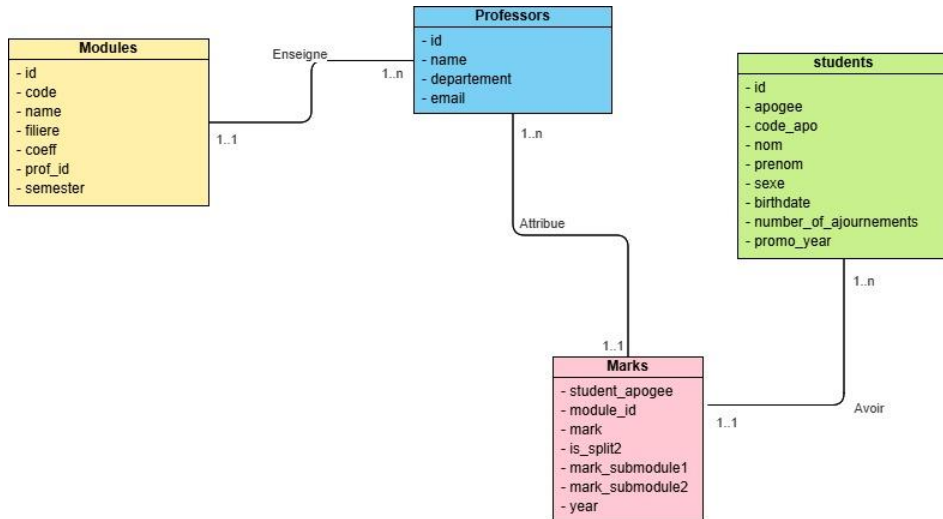 Modules
- id
- code
- name
- filiere
- coeff
- prof_id
- semester
Enseigne
1..1
1..n
Professors
- id
- name
- departement
- email
1..n
Attribue
1..1
students
- id
- apogee
- code_apo
- nom
- prenom
- sexe
- birthdate
- number_of_ajournements
- promo_year
1..n
Avoir
1..1
Marks
- student_apogee
- module_id
- mark
- is_split2
- mark_submodule1
- mark_submodule2
- year